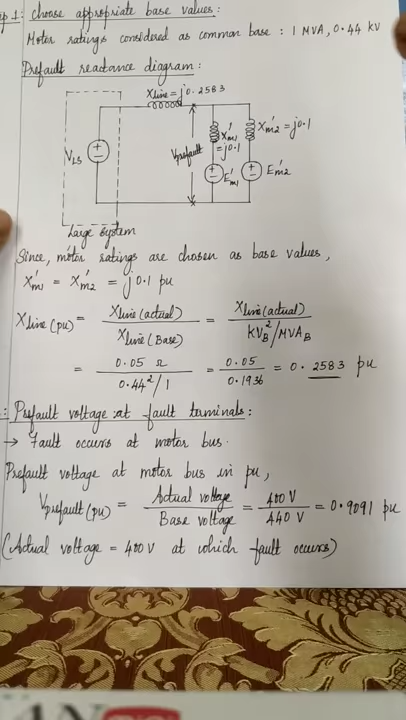 p 1: Choose appropriate base values:
Motor ratings considered as common base : 1 MVA, 0.44 kV
Prefault reactance diagram:
Xline = j0.2583
X'm1 = j0.1
X'm2 = j0.1
Vprefault
VLS
E'm1
E'm2
Large system
Since, motor ratings are chosen as base values,
X'm1 = X'm2 = j0.1 pu
Xline(pu) = Xline(actual) / Xline(Base) = Xline(actual) / KVB²/MVAB
= 0.05 Ω / 0.44²/1 = 0.05 / 0.1936 = 0.2583 pu
: Prefault voltage at fault terminals:
→ Fault occurs at motor bus.
Prefault voltage at motor bus in pu,
Vprefault(pu) = Actual voltage / Base voltage = 400 V / 440 V = 0.9091 pu
(Actual voltage = 400 V at which fault occurs)